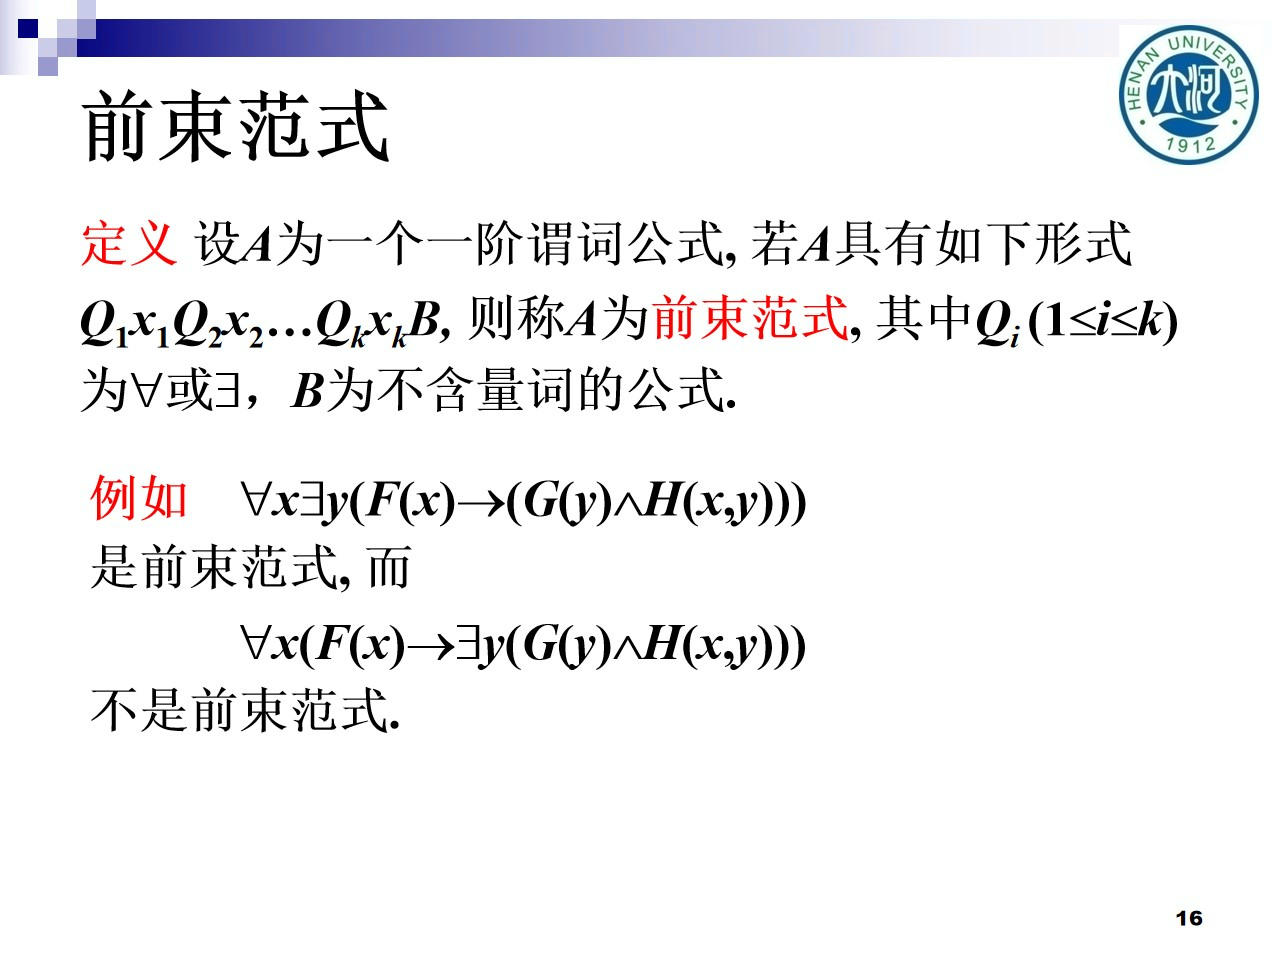 HENAN UNIVERSITY
大河
1912
前束范式
定义 设A为一个一阶谓词公式, 若A具有如下形式
Q₁x₁Q₂x₂…QₖxₖB, 则称A为前束范式, 其中Qᵢ (1≤i≤k)
为∀或∃，B为不含量词的公式.
例如 ∀x∃y(F(x)→(G(y)∧H(x,y)))
是前束范式, 而
∀x(F(x)→∃y(G(y)∧H(x,y)))
不是前束范式.
16